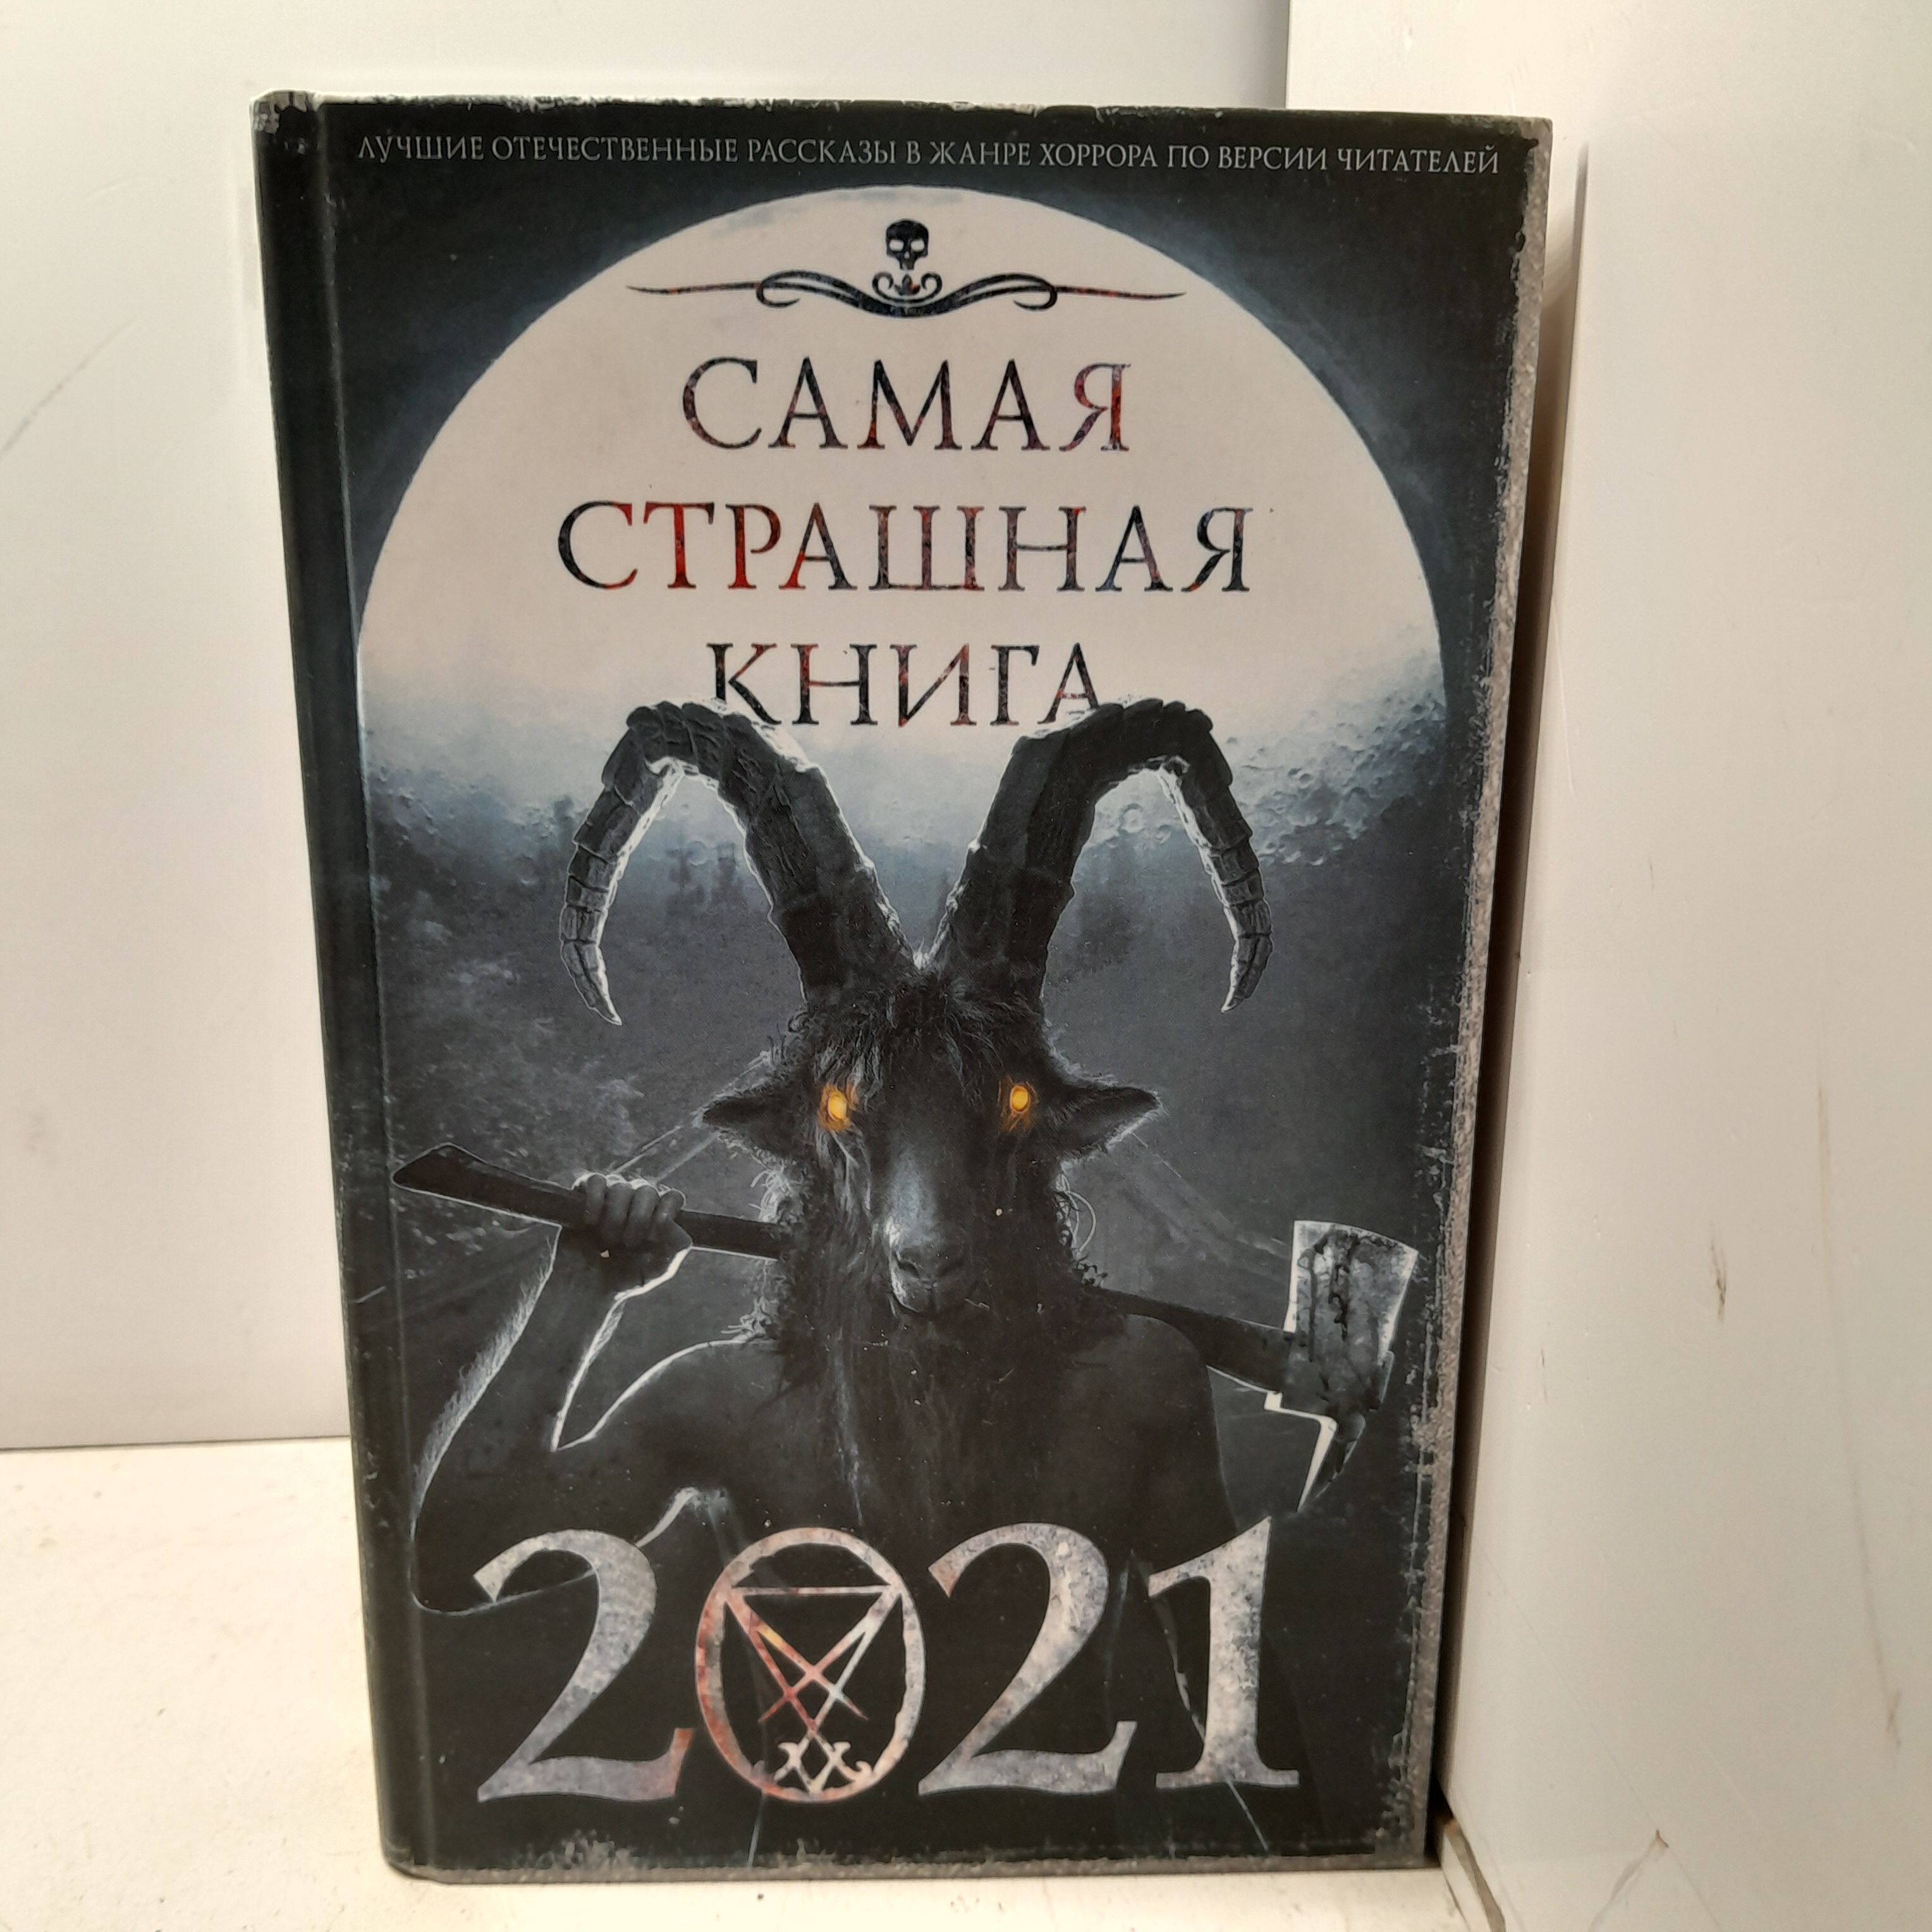 ЛУЧШИЕ ОТЕЧЕСТВЕННЫЕ РАССКАЗЫ В ЖАНРЕ ХОРРОРА ПО ВЕРСИИ ЧИТАТЕЛЕЙ
САМАЯ
СТРАШНАЯ
КНИГА
2021